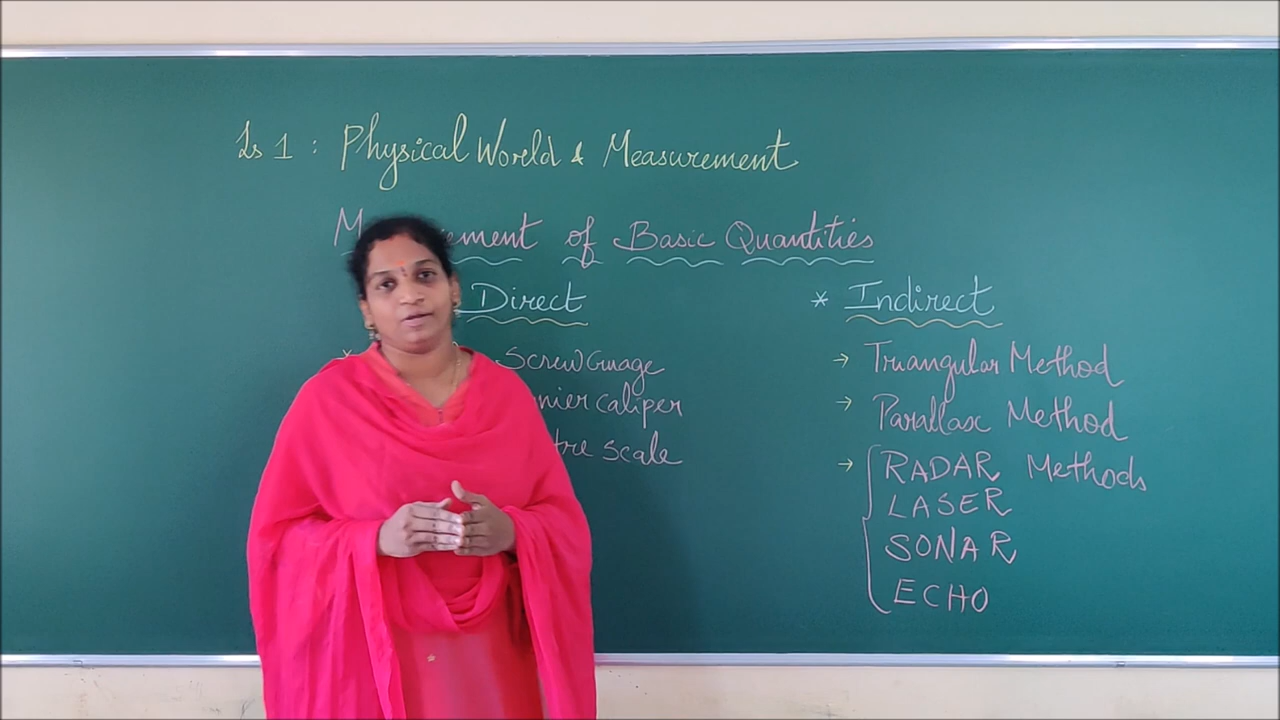 Ls 1 : Physical World & Measurement
ement of Basic Quantities
Direct
* Screw Guage
nier caliper
tre scale
* Indirect
→ Triangular Method
→ Parallax Method
→ RADAR Methods
LASER
SONAR
ECHO